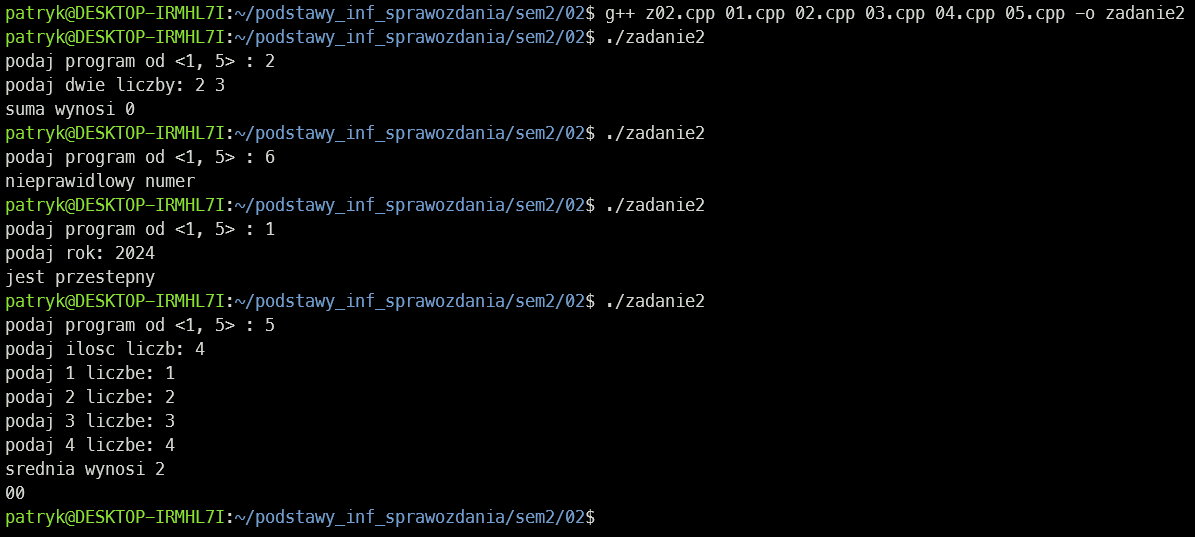 patryk@DESKTOP-IRMHL7I:~/podstawy_inf_sprawozdania/sem2/02$ g++ z02.cpp 01.cpp 02.cpp 03.cpp 04.cpp 05.cpp -o zadanie2
patryk@DESKTOP-IRMHL7I:~/podstawy_inf_sprawozdania/sem2/02$ ./zadanie2
podaj program od <1, 5> : 2
podaj dwie liczby: 2 3
suma wynosi 0
patryk@DESKTOP-IRMHL7I:~/podstawy_inf_sprawozdania/sem2/02$ ./zadanie2
podaj program od <1, 5> : 6
nieprawidlowy numer
patryk@DESKTOP-IRMHL7I:~/podstawy_inf_sprawozdania/sem2/02$ ./zadanie2
podaj program od <1, 5> : 1
podaj rok: 2024
jest przestepny
patryk@DESKTOP-IRMHL7I:~/podstawy_inf_sprawozdania/sem2/02$ ./zadanie2
podaj program od <1, 5> : 5
podaj ilosc liczb: 4
podaj 1 liczbe: 1
podaj 2 liczbe: 2
podaj 3 liczbe: 3
podaj 4 liczbe: 4
srednia wynosi 2
00
patryk@DESKTOP-IRMHL7I:~/podstawy_inf_sprawozdania/sem2/02$